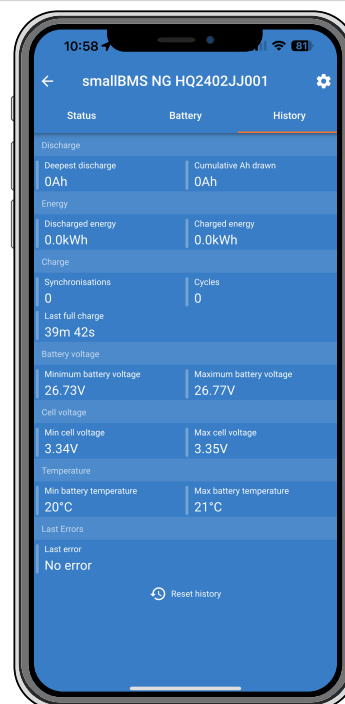 10:58
81
smallBMS NG HQ2402JJ001
Status Battery History
Discharge
Deepest discharge Cumulative Ah drawn
0Ah 0Ah
Energy
Discharged energy Charged energy
0.0kWh 0.0kWh
Charge
Synchronisations Cycles
0 0
Last full charge
39m 42s
Battery voltage
Minimum battery voltage Maximum battery voltage
26.73V 26.77V
Cell voltage
Min cell voltage Max cell voltage
3.34V 3.35V
Temperature
Min battery temperature Max battery temperature
20°C 21°C
Last Errors
Last error
No error
Reset history